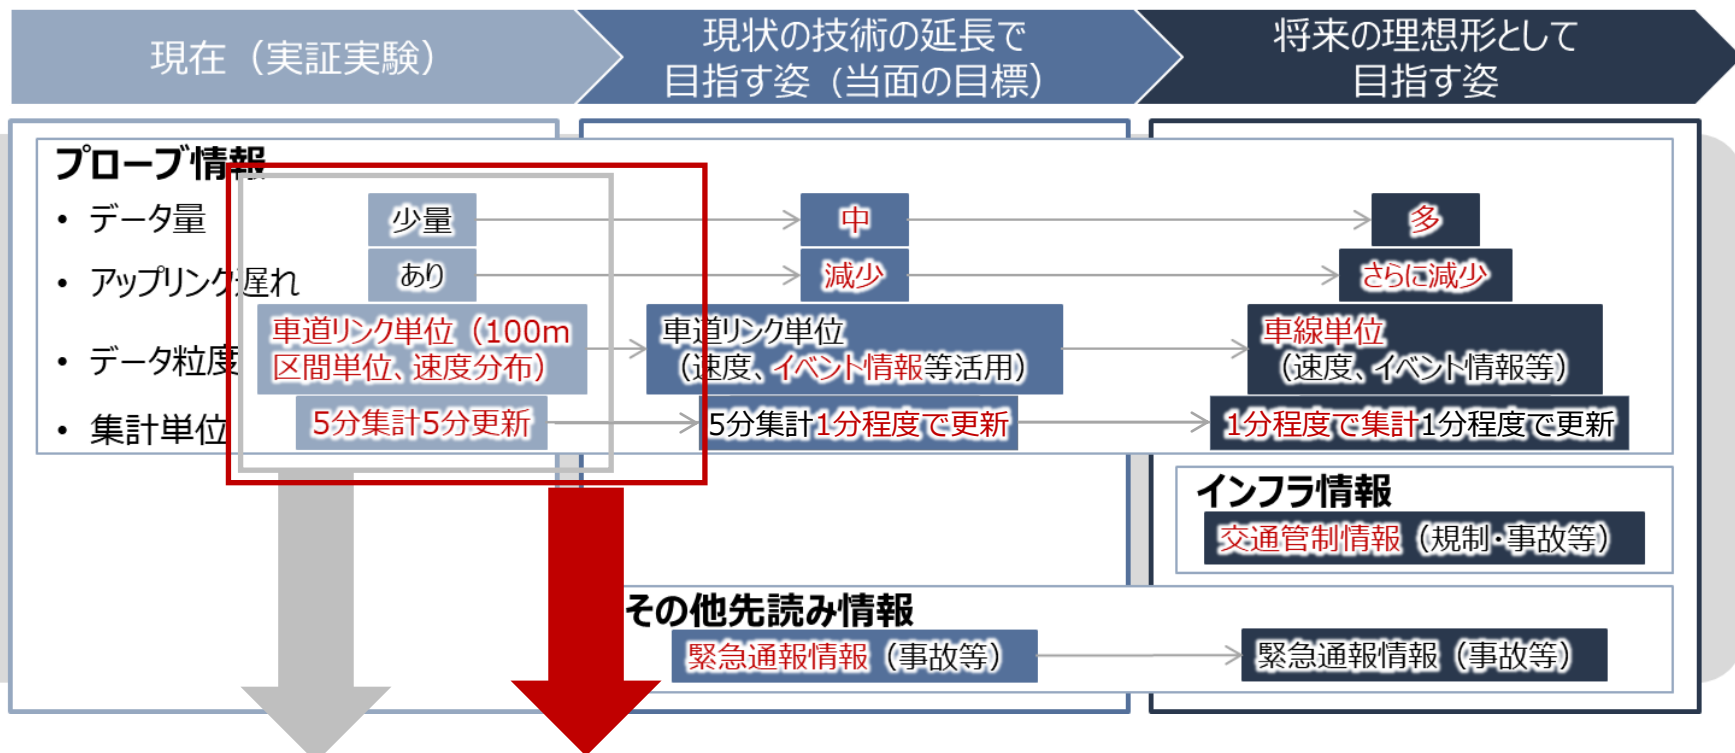 現在（実証実験）
現状の技術の延長で
目指す姿（当面の目標）
将来の理想形として
目指す姿
プローブ情報
• データ量
少量
中
多
• アップリンク遅れ
あり
減少
さらに減少
• データ粒度
車道リンク単位（100m
区間単位、速度分布）
車道リンク単位
（速度、イベント情報等活用）
車線単位
（速度、イベント情報等）
• 集計単位
5分集計5分更新
5分集計1分程度で更新
1分程度で集計1分程度で更新
インフラ情報
交通管制情報（規制・事故等）
その他先読み情報
緊急通報情報（事故等）
緊急通報情報（事故等）